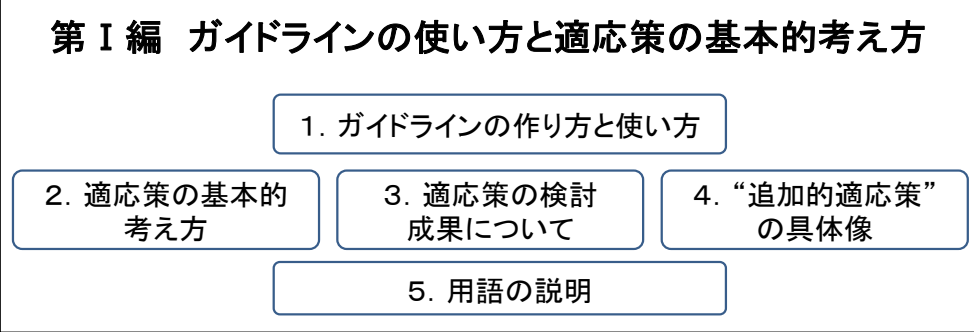 第Ⅰ編 ガイドラインの使い方と適応策の基本的考え方
1．ガイドラインの作り方と使い方
2．適応策の基本的
考え方
3．適応策の検討
成果について
4．“追加的適応策”
の具体像
5．用語の説明